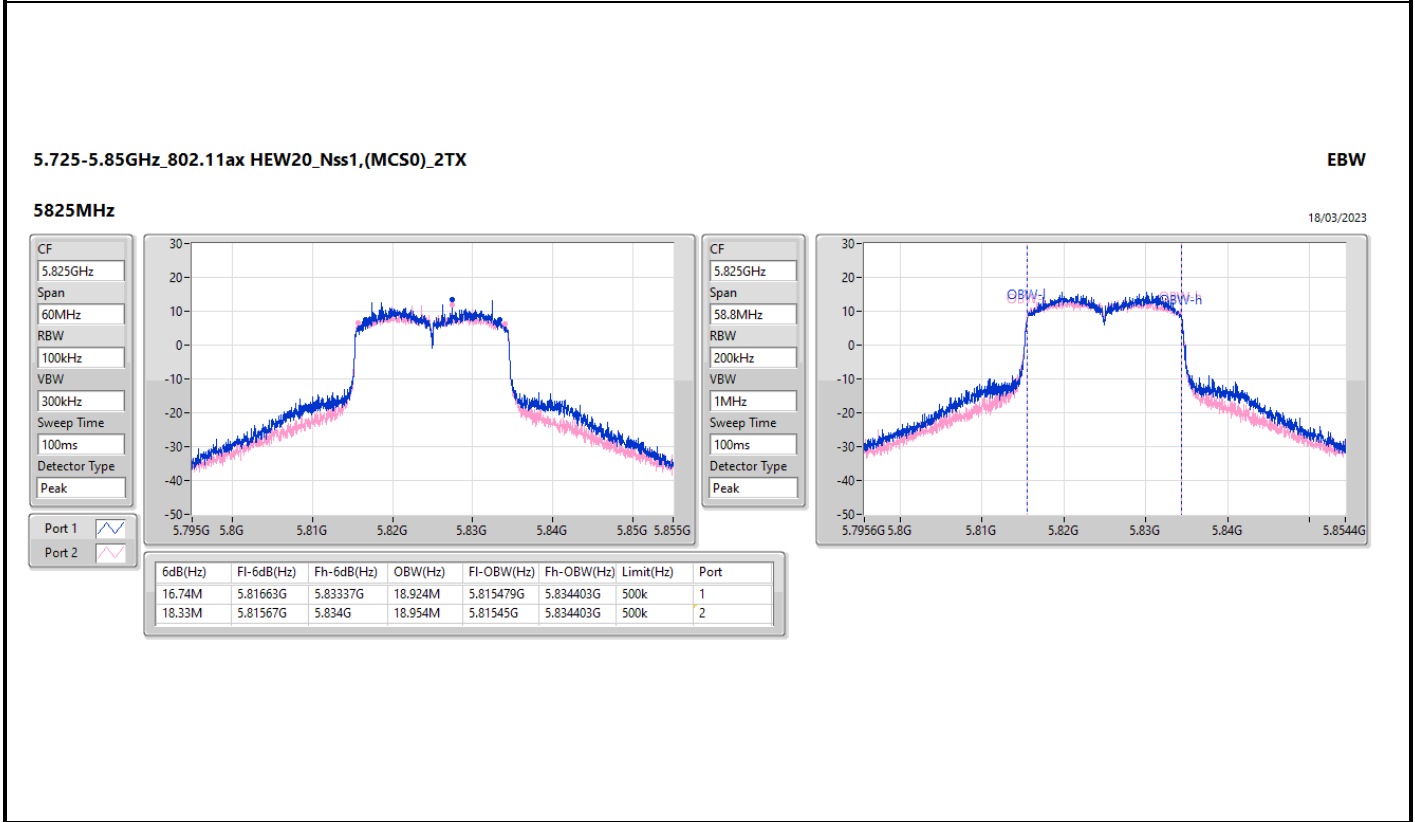 5.725-5.85GHz_802.11ax HEW20_Nss1,(MCS0)_2TX
EBW
5825MHz
18/03/2023
CF
5.825GHz
Span
60MHz
RBW
100kHz
VBW
300kHz
Sweep Time
100ms
Detector Type
Peak
Port 1
Port 2
30
20
10
0
-10
-20
-30
-40
-50
5.795G 5.8G 5.81G 5.82G 5.83G 5.84G 5.85G 5.855G
CF
5.825GHz
Span
58.8MHz
RBW
200kHz
VBW
1MHz
Sweep Time
100ms
Detector Type
Peak
30
20
10
0
-10
-20
-30
-40
-50
OBW-l OBW-h
5.7956G 5.8G 5.81G 5.82G 5.83G 5.84G 5.8544G
6dB(Hz) Fl-6dB(Hz) Fh-6dB(Hz) OBW(Hz) Fl-OBW(Hz) Fh-OBW(Hz) Limit(Hz) Port
16.74M 5.81663G 5.83337G 18.924M 5.815479G 5.834403G 500k 1
18.33M 5.81567G 5.834G 18.954M 5.81545G 5.834403G 500k 2